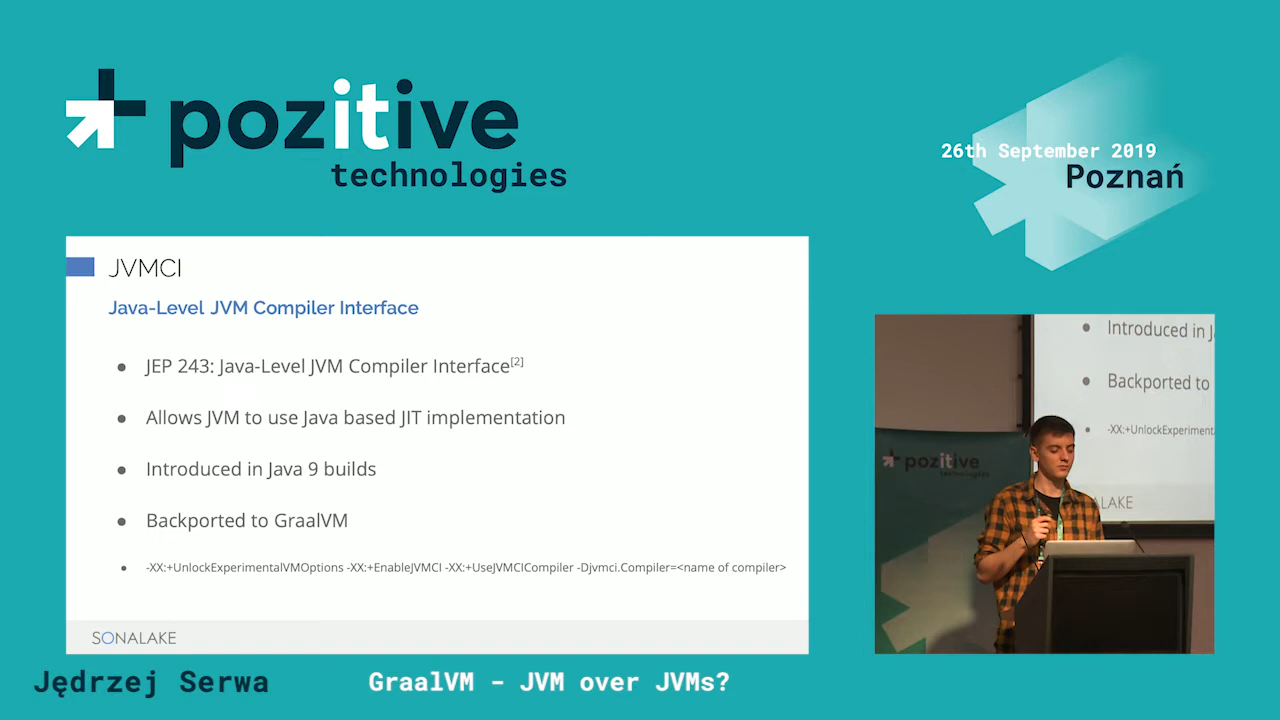 pozitive
technologies
26th September 2019
Poznań
JVMCI
Java-Level JVM Compiler Interface
● JEP 243: Java-Level JVM Compiler Interface[2]
● Allows JVM to use Java based JIT implementation
● Introduced in Java 9 builds
● Backported to GraalVM
● -XX:+UnlockExperimentalVMOptions -XX:+EnableJVMCI -XX:+UseJVMCICompiler -Djvmci.Compiler=<name of compiler>
SONALAKE
● Introduced in J
● Backported to
● -XX:+UnlockExperiment
ALAKE
pozitive
technologies
Jędrzej Serwa
GraalVM - JVM over JVMs?